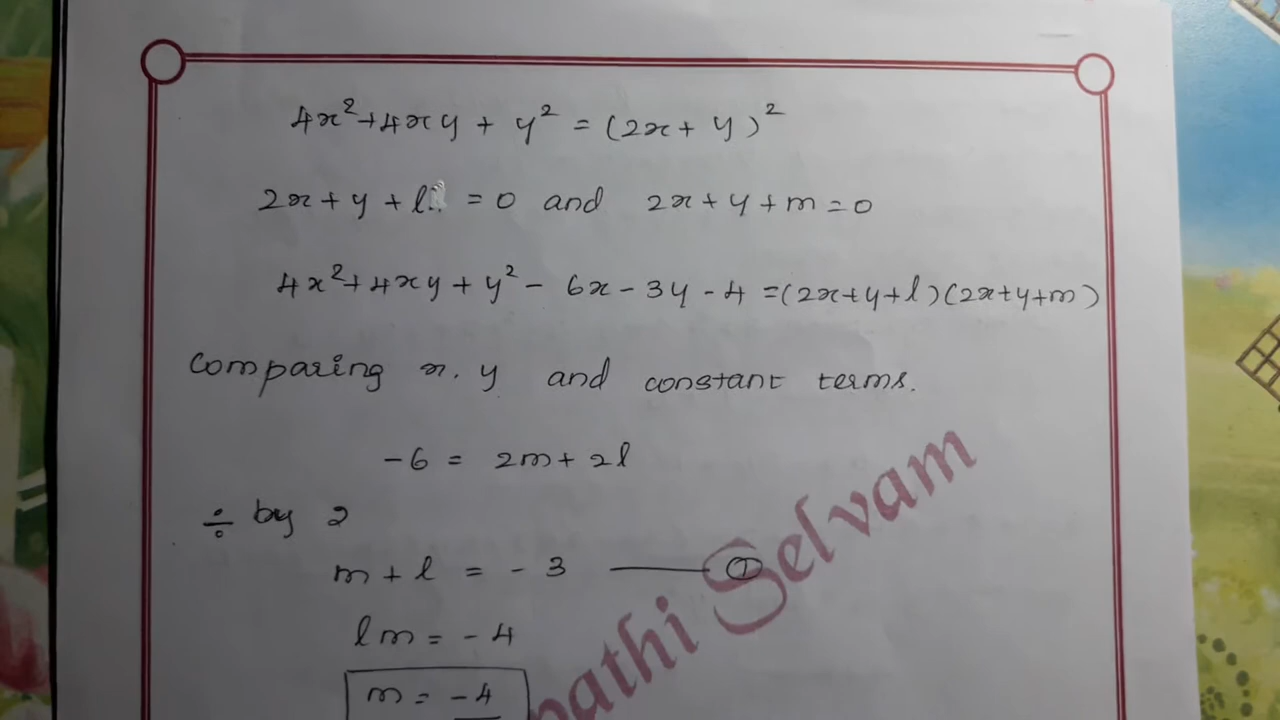 4x²+4xy + y² = (2x + y)²
2x + y + l = 0 and 2x + y + m = 0
4x²+4xy + y² - 6x - 3y - 4 = (2x+y+l)(2x+y+m)
comparing x, y and constant terms.
-6 = 2m + 2l
÷ by 2
m + l = - 3 —— ①
lm = - 4
m = - 4
pathi Selvam